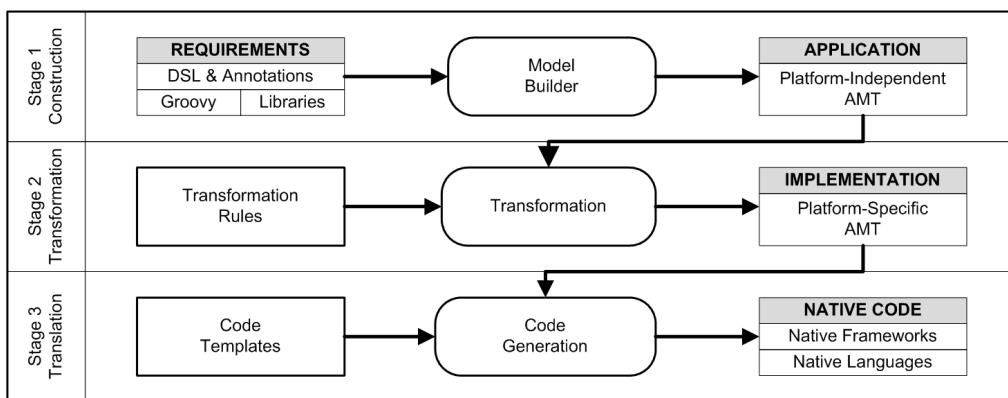 Stage 1
Construction
REQUIREMENTS
DSL & Annotations
Groovy
Libraries
Model
Builder
APPLICATION
Platform-Independent
AMT
Stage 2
Transformation
Transformation
Rules
Transformation
IMPLEMENTATION
Platform-Specific
AMT
Stage 3
Translation
Code
Templates
Code
Generation
NATIVE CODE
Native Frameworks
Native Languages